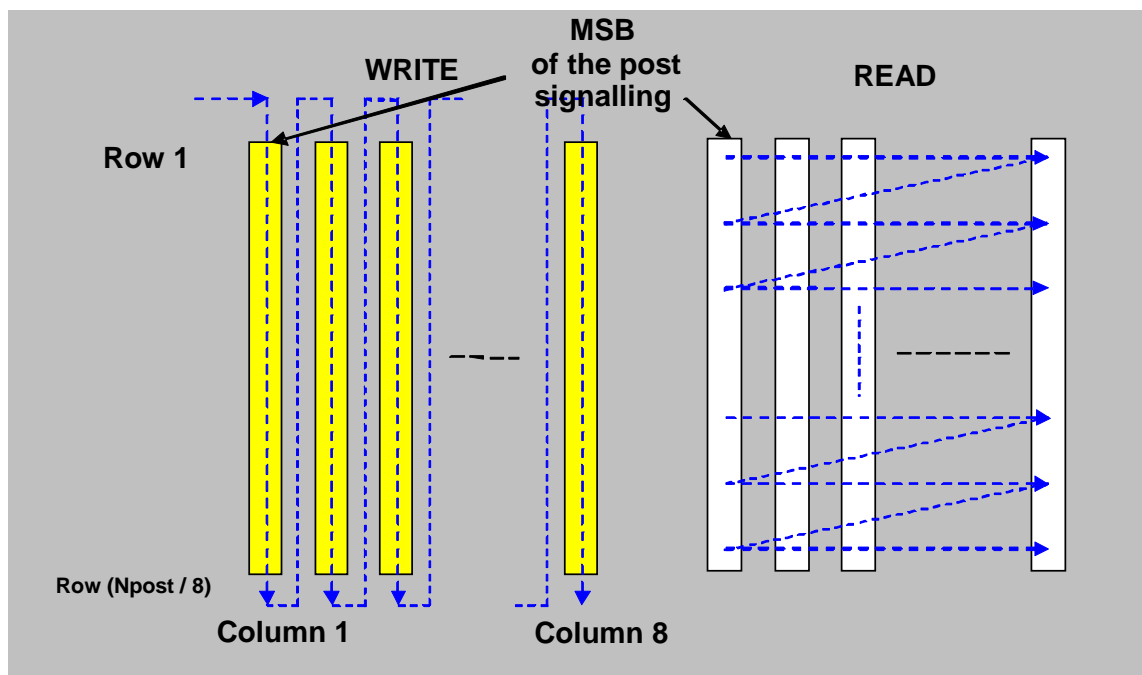 WRITE
MSB
of the post
signalling
READ
Row 1
Row (Npost / 8)
Column 1
Column 8